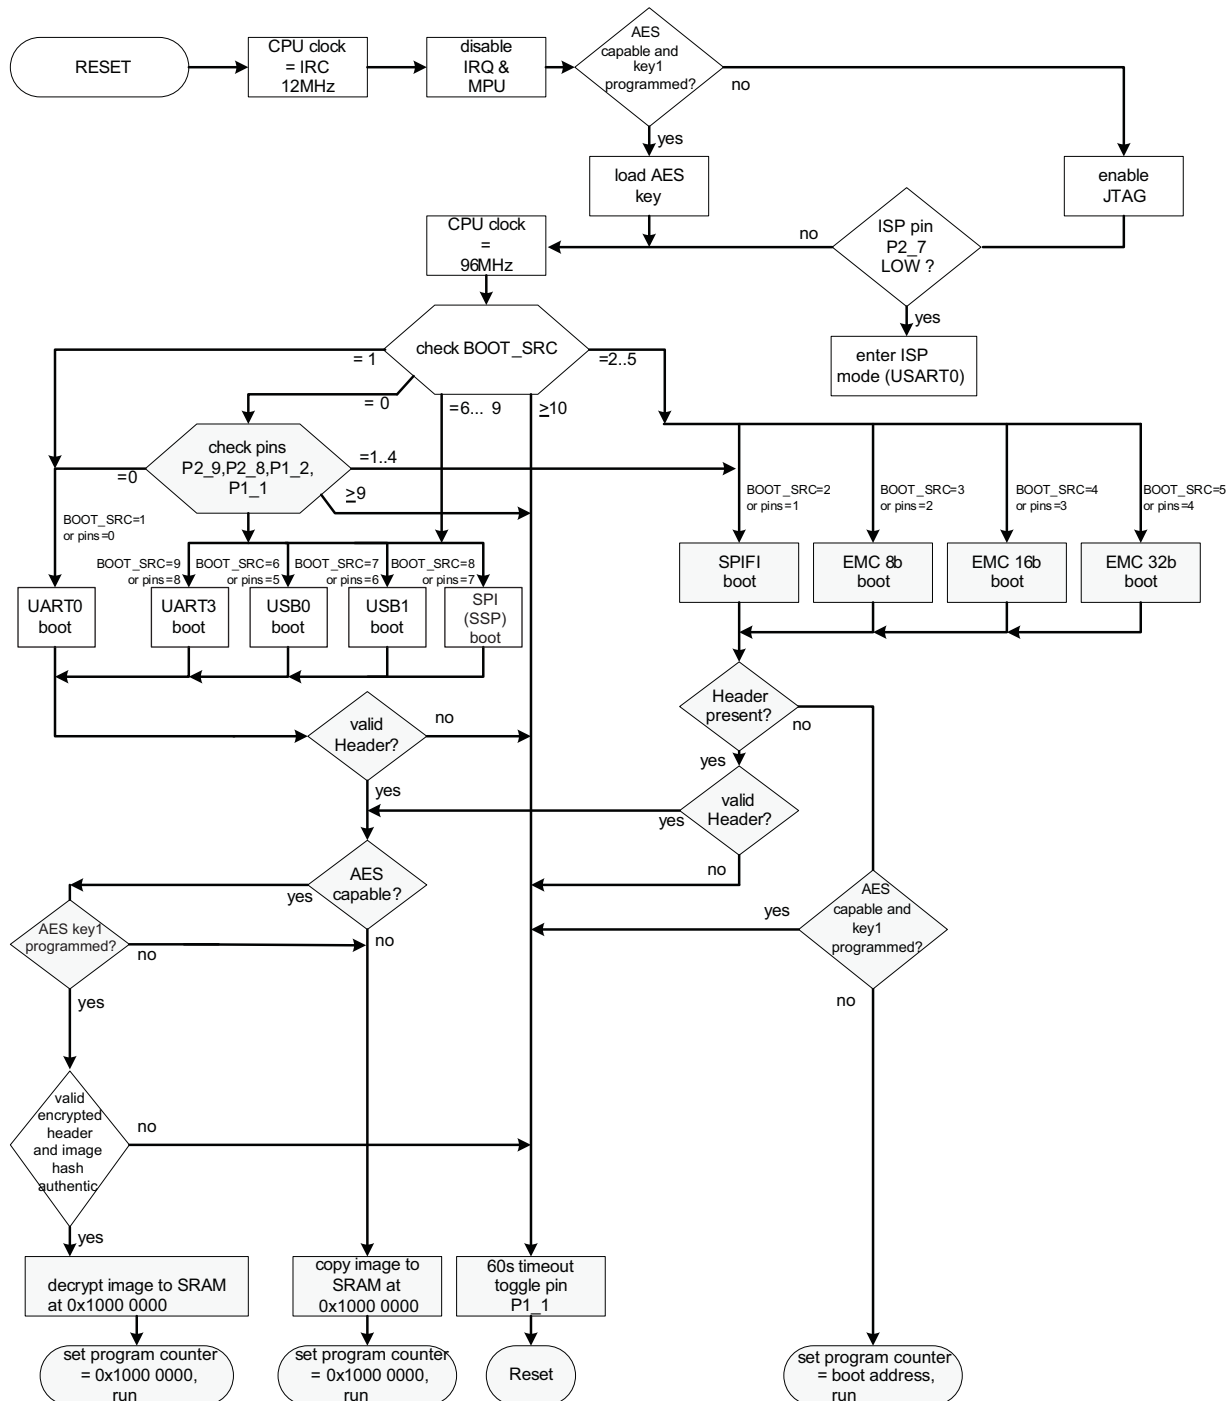 RESET
CPU clock
= IRC
12MHz
disable
IRQ &
MPU
AES
capable and
key1
programmed?
no
yes
load AES
key
enable
JTAG
ISP pin
P2_7
LOW ?
no
yes
enter ISP
mode (USART0)
CPU clock
=
96MHz
check BOOT_SRC
= 1
=2..5
= 0
=6... 9
≥10
check pins
P2_9,P2_8,P1_2,
P1_1
=0
=1..4
≥9
BOOT_SRC=1
or pins=0
BOOT_SRC=9
or pins=8
BOOT_SRC=6
or pins=5
BOOT_SRC=7
or pins=6
BOOT_SRC=8
or pins=7
BOOT_SRC=2
or pins=1
BOOT_SRC=3
or pins=2
BOOT_SRC=4
or pins=3
BOOT_SRC=5
or pins=4
UART0
boot
UART3
boot
USB0
boot
USB1
boot
SPI
(SSP)
boot
SPIFI
boot
EMC 8b
boot
EMC 16b
boot
EMC 32b
boot
valid
Header?
no
yes
Header
present?
no
yes
valid
Header?
yes
no
AES
capable?
yes
no
AES key1
programmed?
no
yes
AES
capable and
key1
programmed?
yes
no
valid
encrypted
header
and image
hash
authentic
no
yes
decrypt image to SRAM
at 0x1000 0000
copy image to
SRAM at
0x1000 0000
60s timeout
toggle pin
P1_1
set program counter
= 0x1000 0000,
run
set program counter
= 0x1000 0000,
run
Reset
set program counter
= boot address,
run